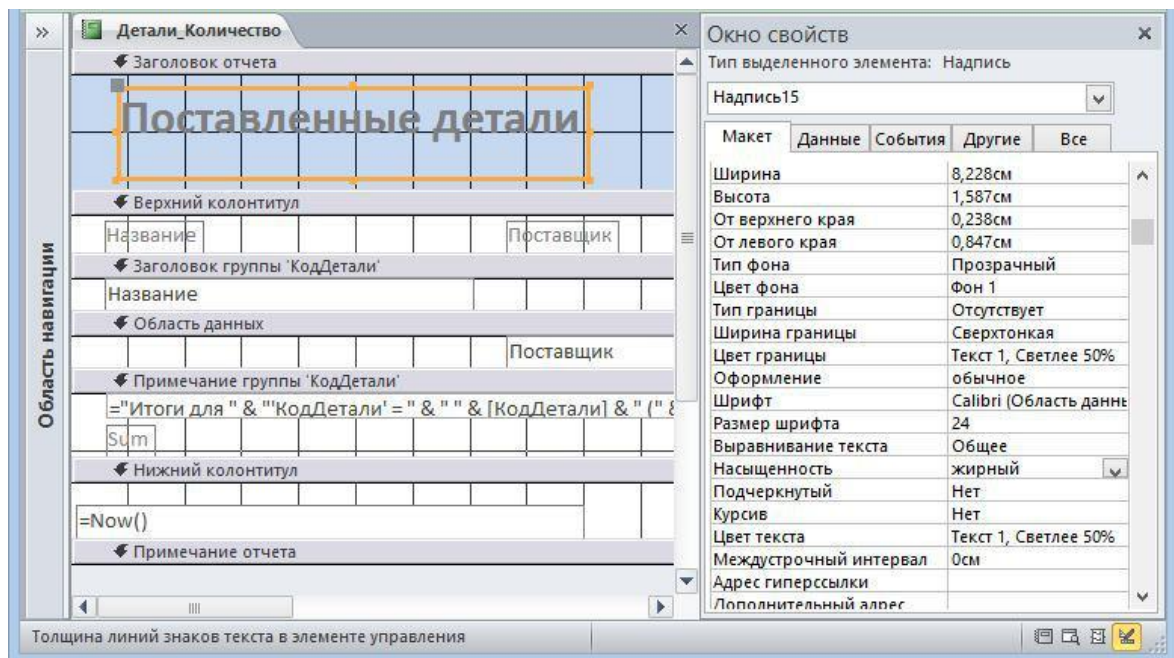 »
Детали_Количество
Заголовок отчета
Поставленные детали
Верхний колонтитул
Название Поставщик
Заголовок группы 'КодДетали'
Название
Область данных
Поставщик
Примечание группы 'КодДетали'
="Итоги для " & "'КодДетали' = " & " " & [КодДетали] & " (" &
Sum
Нижний колонтитул
=Now()
Примечание отчета
Область навигации
Окно свойств
Тип выделенного элемента: Надпись
Надпись15
Макет Данные События Другие Все
Ширина 8,228см
Высота 1,587см
От верхнего края 0,238см
От левого края 0,847см
Тип фона Прозрачный
Цвет фона Фон 1
Тип границы Отсутствует
Ширина границы Сверхтонкая
Цвет границы Текст 1, Светлее 50%
Оформление обычное
Шрифт Calibri (Область данны
Размер шрифта 24
Выравнивание текста Общее
Насыщенность жирный
Подчеркнутый Нет
Курсив Нет
Цвет текста Текст 1, Светлее 50%
Междустрочный интервал 0см
Адрес гиперссылки
Дополнительный адрес
Толщина линий знаков текста в элементе управления